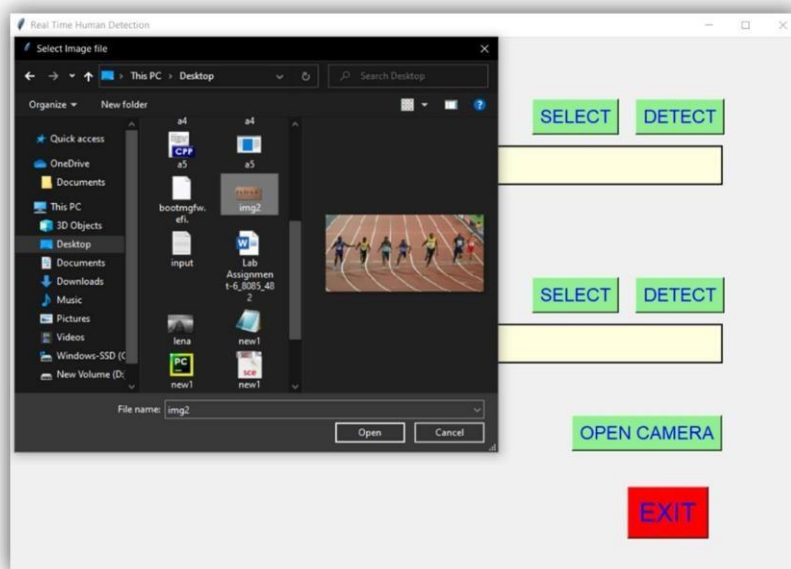 Real Time Human Detection
Select Image file
This PC > Desktop
Search Desktop
Organize
New folder
Quick access
OneDrive
Documents
This PC
3D Objects
Desktop
Documents
Downloads
Music
Pictures
Videos
Windows-SSD (C
New Volume (D:
a4
a4
CPP
a5
a5
bootmgfw.
efi.
img2
input
Lab
Assignmen
t-6_8085_48
2
lena
new1
PC
new1
sce
new1
File name: img2
Open
Cancel
SELECT
DETECT
SELECT
DETECT
OPEN CAMERA
EXIT